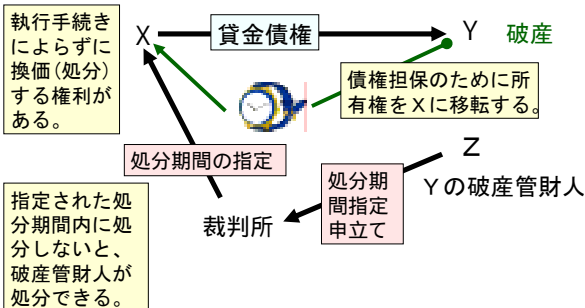 執行手続き
によらずに
換価(処分)
する権利が
ある。
X
貸金債権
Y
破産
債権担保のために所
有権をXに移転する。
処分期間の指定
Z
Yの破産管財人
処分期
間指定
申立て
裁判所
指定された処
分期間内に処
分しないと、
破産管財人が
処分できる。